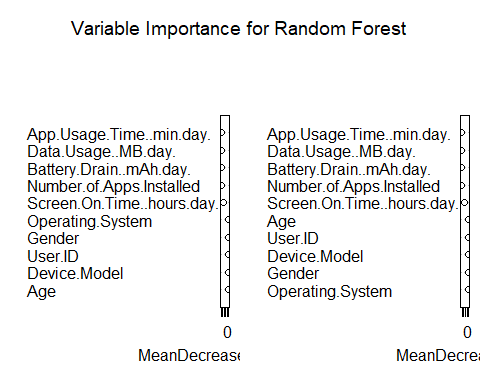 Variable Importance for Random Forest
App.Usage.Time..min.day.
Data.Usage..MB.day.
Battery.Drain..mAh.day.
Number.of.Apps.Installed
Screen.On.Time..hours.day.
Operating.System
Gender
User.ID
Device.Model
Age
0
MeanDecrease
App.Usage.Time..min.day.
Data.Usage..MB.day.
Battery.Drain..mAh.day.
Number.of.Apps.Installed
Screen.On.Time..hours.day.
Age
User.ID
Device.Model
Gender
Operating.System
0
MeanDecrea